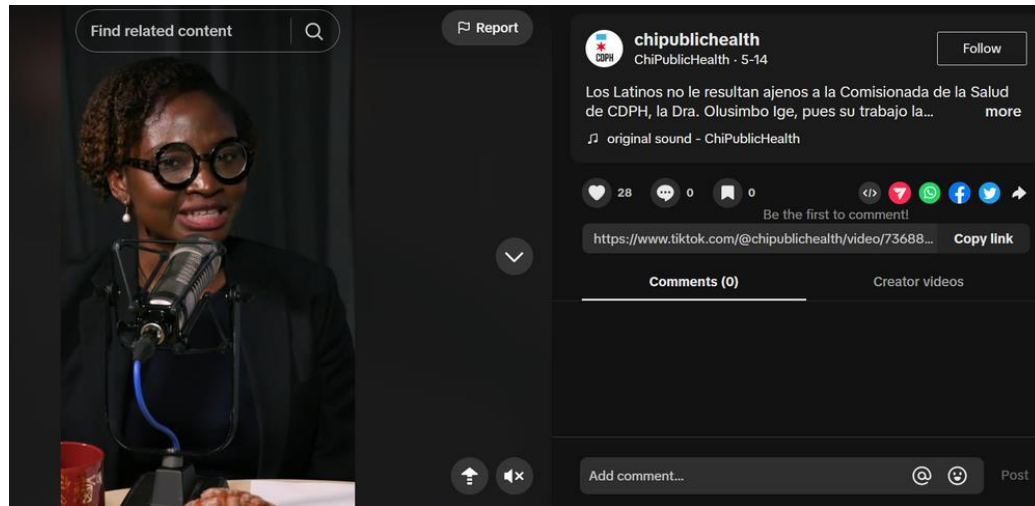 Find related content
Report
chipublichealth
ChiPublicHealth · 5-14
Follow
CDPH
Los Latinos no le resultan ajenos a la Comisionada de la Salud
de CDPH, la Dra. Olusimbo Ige, pues su trabajo la... more
original sound - ChiPublicHealth
28 0 0
Be the first to comment!
https://www.tiktok.com/@chipublichealth/video/73688... Copy link
Comments (0) Creator videos
Add comment... Post